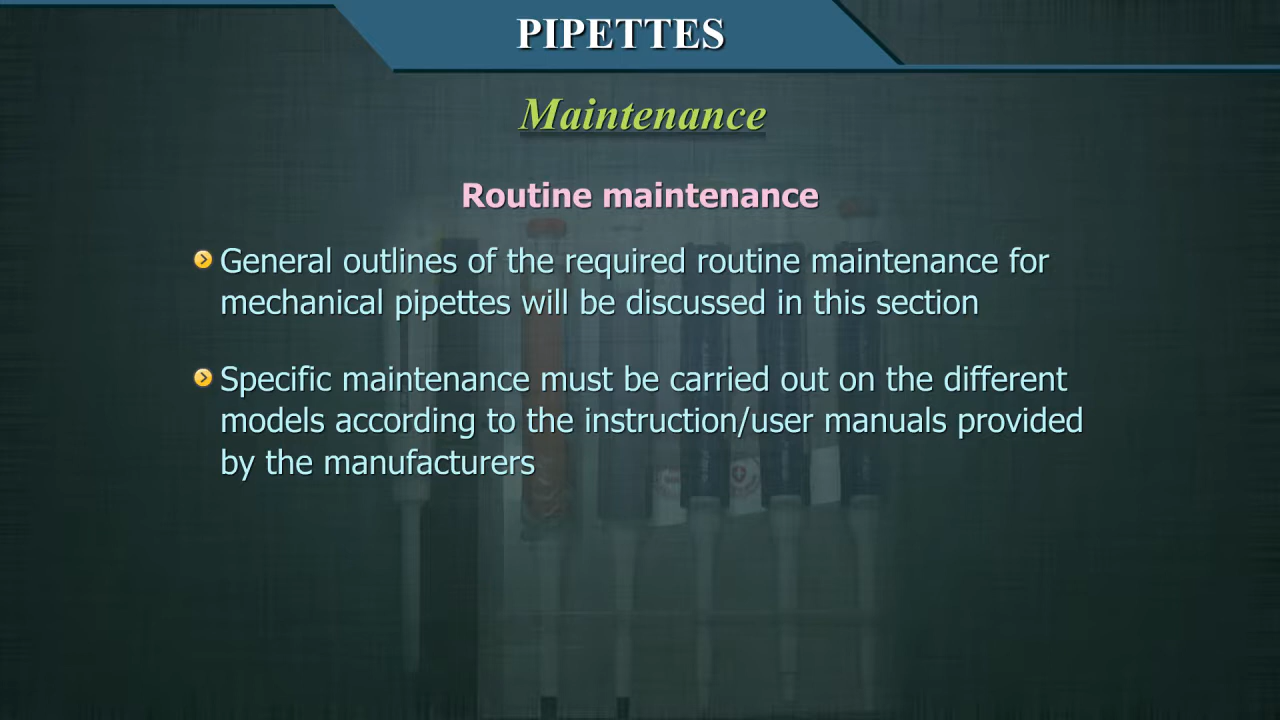 PIPETTES
Maintenance
Routine maintenance
General outlines of the required routine maintenance for
mechanical pipettes will be discussed in this section
Specific maintenance must be carried out on the different
models according to the instruction/user manuals provided
by the manufacturers